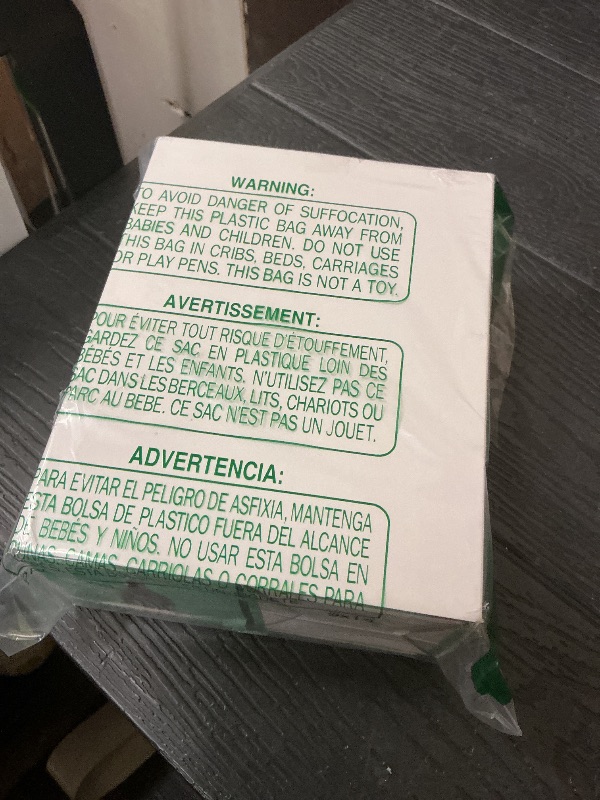 WARNING:
TO AVOID DANGER OF SUFFOCATION,
KEEP THIS PLASTIC BAG AWAY FROM
BABIES AND CHILDREN. DO NOT USE
THIS BAG IN CRIBS, BEDS, CARRIAGES
OR PLAY PENS. THIS BAG IS NOT A TOY.
AVERTISSEMENT:
POUR ÉVITER TOUT RISQUE D'ÉTOUFFEMENT,
GARDEZ CE SAC EN PLASTIQUE LOIN DES
BÉBÉS ET LES ENFANTS. N'UTILISEZ PAS CE
SAC DANS LES BERCEAUX, LITS, CHARIOTS OU
PARC AU BEBE. CE SAC N'EST PAS UN JOUET.
ADVERTENCIA:
PARA EVITAR EL PELIGRO DE ASFIXIA, MANTENGA
ESTA BOLSA DE PLASTICO FUERA DEL ALCANCE
DE BEBÉS Y NIÑOS. NO USAR ESTA BOLSA EN
CUNAS, CAMAS, CARRIOLAS O CORRALES PARA